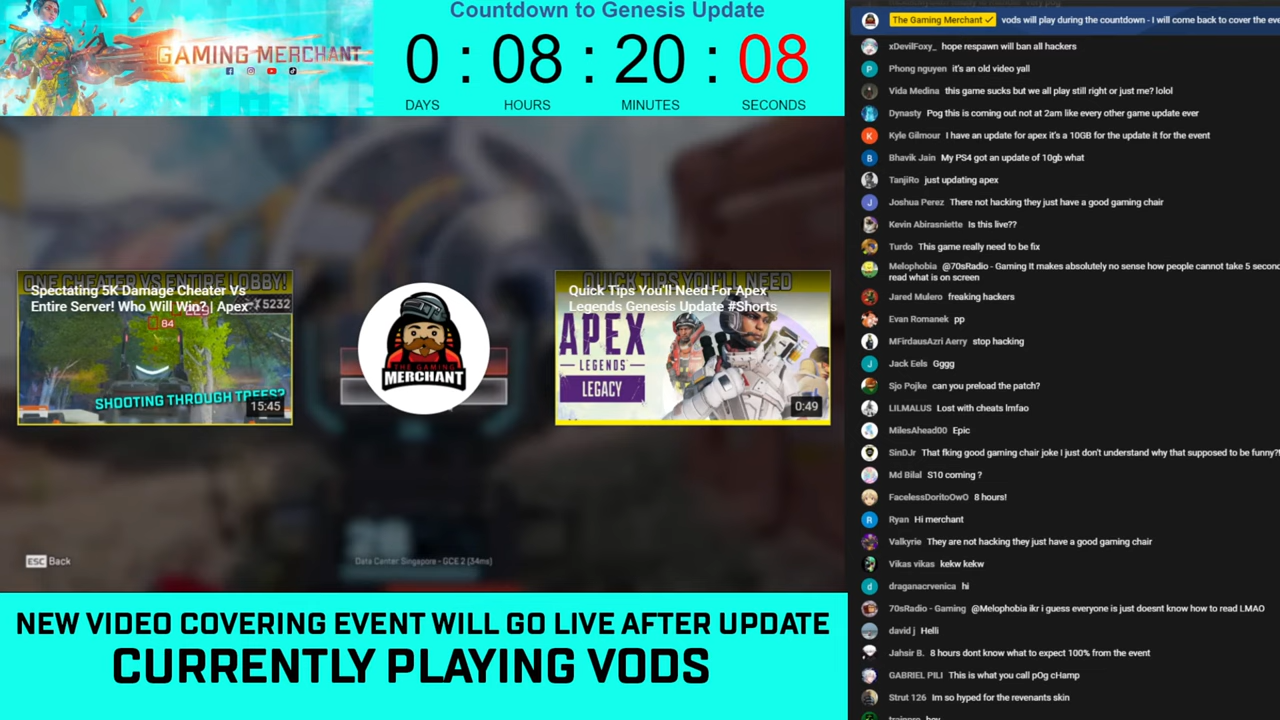 Countdown to Genesis Update
GAMING MERCHANT
0 : 08 : 20 : 08
DAYS HOURS MINUTES SECONDS
ONE CHEATER VS ENTIRE LOBBY!
Spectating 5K Damage Cheater Vs
Entire Server! Who Will Win? | Apex
5232
84
SHOOTING THROUGH TREES?
15:45
THE GAMING
MERCHANT
QUICK TIPS YOU'LL NEED
Quick Tips You'll Need For Apex
Legends Genesis Update #Shorts
APEX
LEGENDS
LEGACY
0:49
28
ESC Back
Data Center: Singapore - GCE 2 (34ms)
NEW VIDEO COVERING EVENT WILL GO LIVE AFTER UPDATE
CURRENTLY PLAYING VODS
The Gaming Merchant vods will play during the countdown - I will come back to cover the eve
xDevilFoxy_ hope respawn will ban all hackers
Phong nguyen it's an old video yall
Vida Medina this game sucks but we all play still right or just me? lolol
Dynasty Pog this is coming out not at 2am like every other game update ever
Kyle Gilmour I have an update for apex it's a 10GB for the update it for the event
Bhavik Jain My PS4 got an update of 10gb what
TanjiRo just updating apex
Joshua Perez There not hacking they just have a good gaming chair
Kevin Abirasniette Is this live??
Turdo This game really need to be fix
Melophobia @70sRadio - Gaming It makes absolutely no sense how people cannot take 5 secon
read what is on screen
Jared Mulero freaking hackers
Evan Romanek pp
MFirdausAzri Aerry stop hacking
Jack Eels Gggg
Sjo Pojke can you preload the patch?
LILMALUS Lost with cheats lmfao
MilesAhead00 Epic
SinDJr That fking good gaming chair joke I just don't understand why that supposed to be funny?!
Md Bilal S10 coming ?
FacelessDoritoOwO 8 hours!
Ryan Hi merchant
Valkyrie They are not hacking they just have a good gaming chair
Vikas vikas kekw kekw
draganacrvenica hi
70sRadio - Gaming @Melophobia ikr i guess everyone is just doesnt know how to read LMAO
david j Helli
Jahsir B. 8 hours dont know what to expect 100% from the event
GABRIEL PILI This is what you call pOg cHamp
Strut 126 Im so hyped for the revenants skin